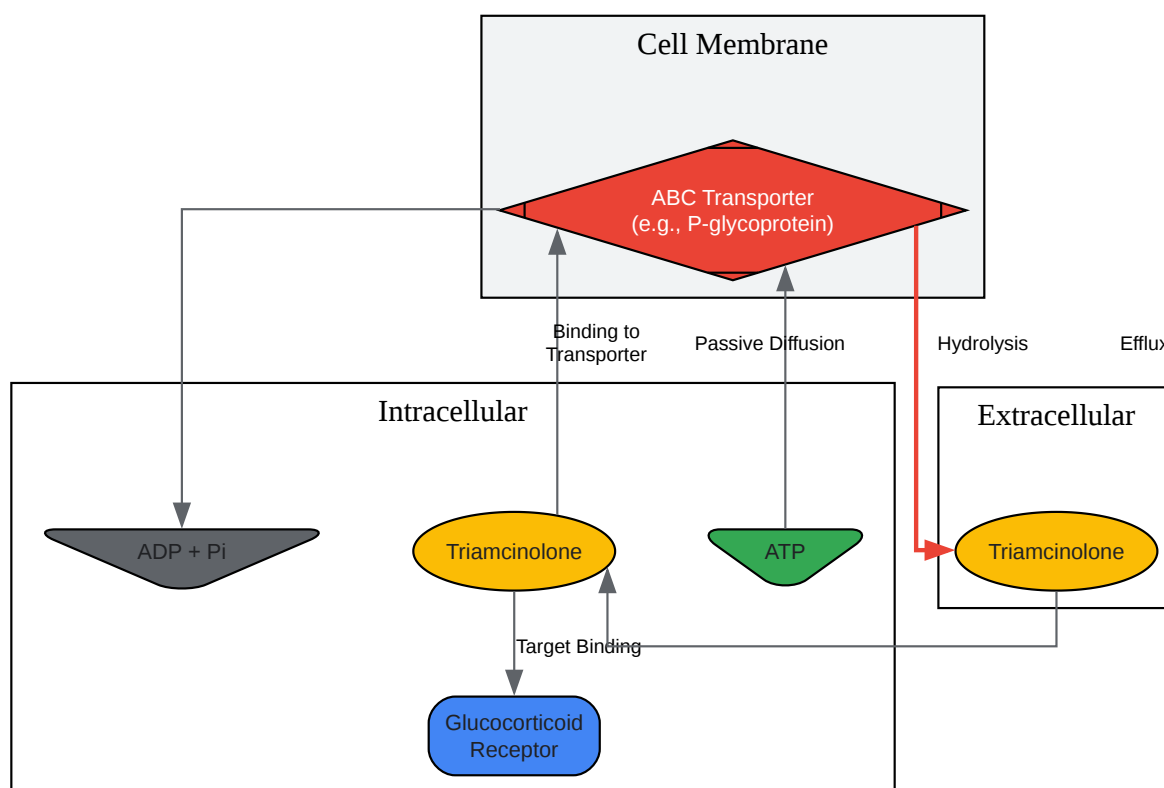 Cell Membrane
ABC Transporter
(e.g., P-glycoprotein)
Binding to
Transporter
Passive Diffusion
Hydrolysis
Efflux
Intracellular
Extracellular
ADP + Pi
Triamcinolone
ATP
Triamcinolone
Target Binding
Glucocorticoid
Receptor